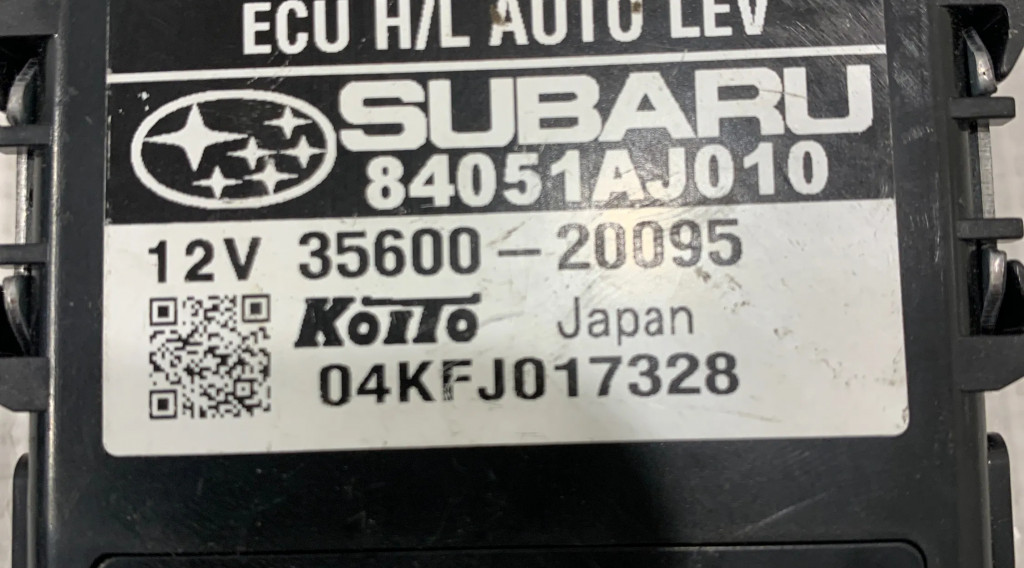 ECU H/L AUTO LEV
SUBARU
84051AJ010
12V 35600-20095
KOITO Japan
04KFJ017328